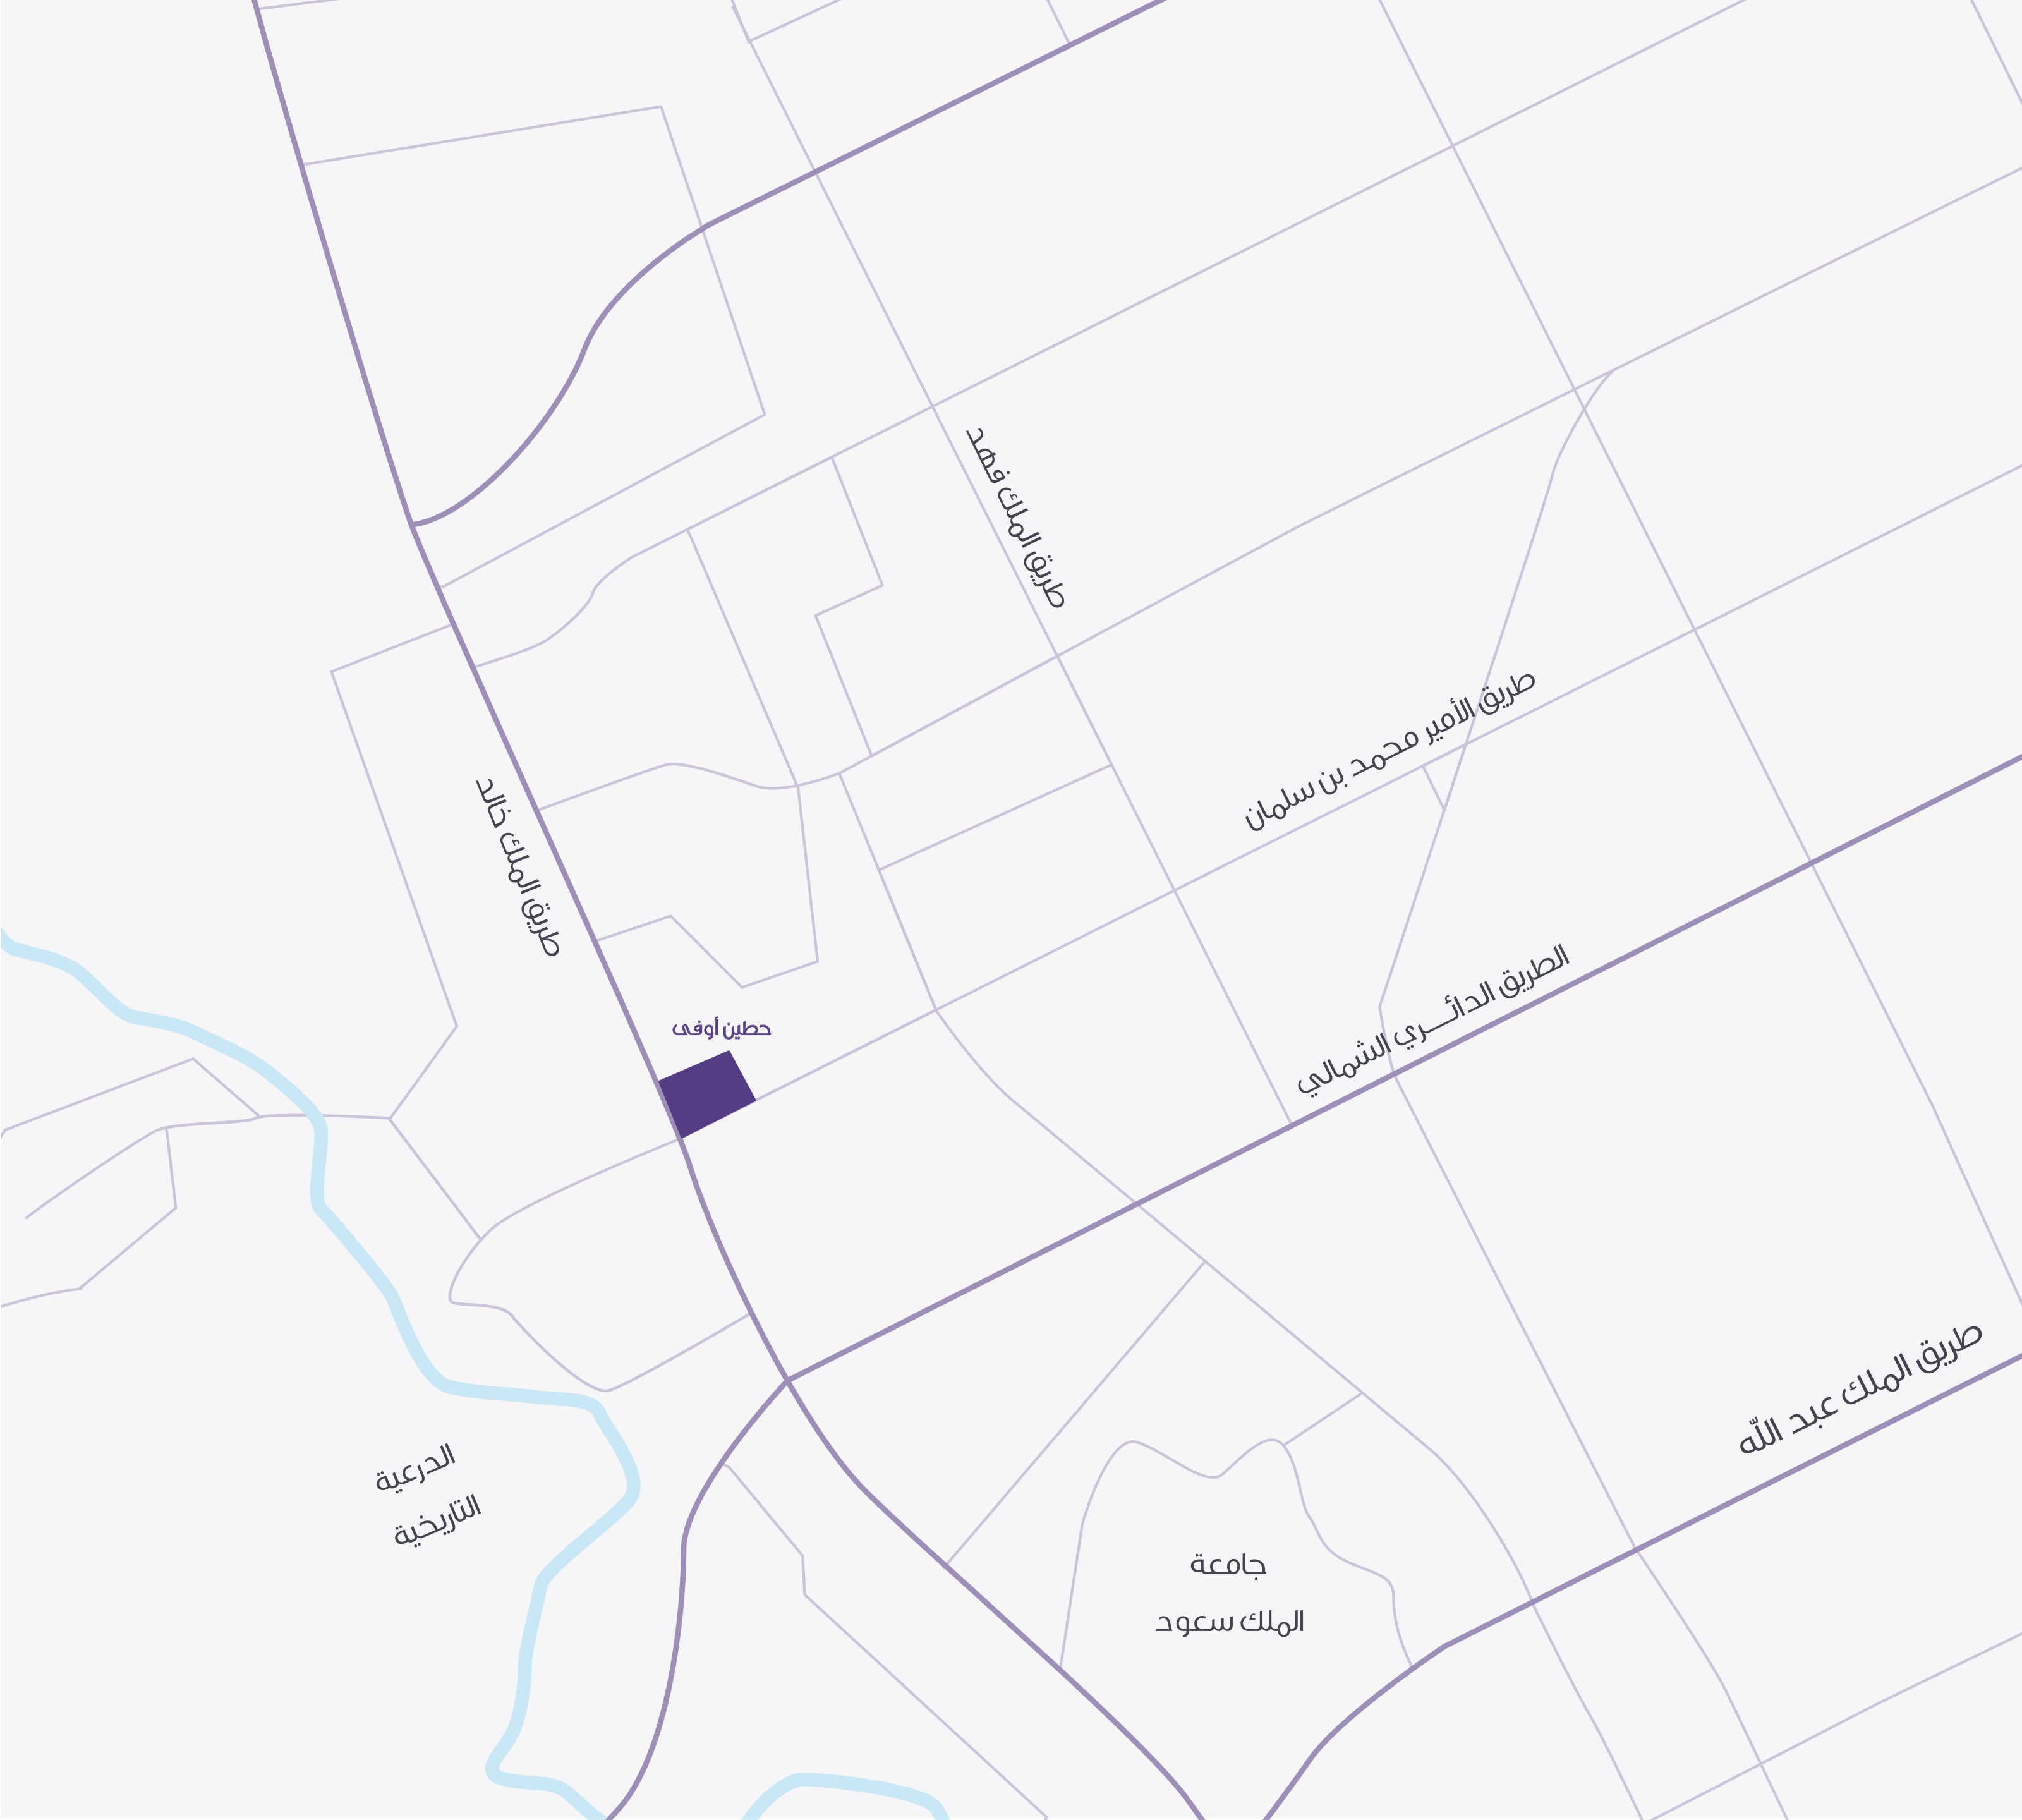 طريق الملك فهد
طريق الأمير محمد بن سلمان
طريق الملك خالد
الطريق الدائـــري الشمالي
حطين أوفى
طريق الملك عبد الله
الدرعية
التاريخية
جامعة
الملك سعود